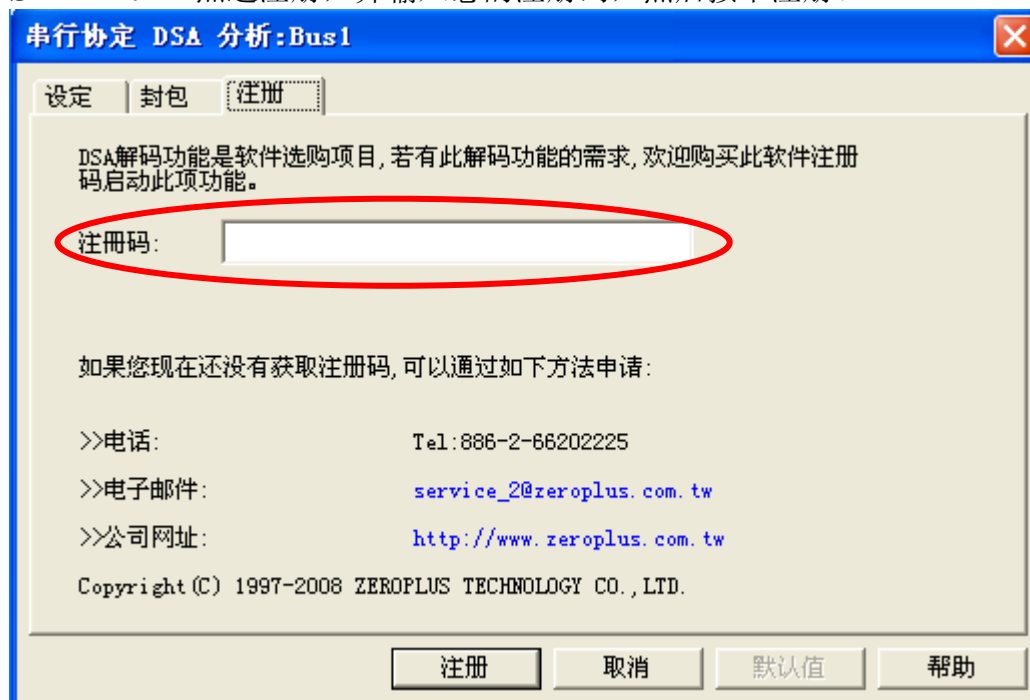 串行协定 DSA 分析:Bus1
设定 封包 注册
DSA解码功能是软件选购项目,若有此解码功能的需求,欢迎购买此软件注册
码启动此项功能。
注冊码:
如果您现在还没有获取注册码,可以通过如下方法申请:
>>电话: Tel:886-2-66202225
>>电子邮件: service_2@zeroplus.com.tw
>>公司网址: http://www.zeroplus.com.tw
Copyright(C) 1997-2008 ZEROPLUS TECHNOLOGY CO.,LTD.
注册 取消 默认值 帮助